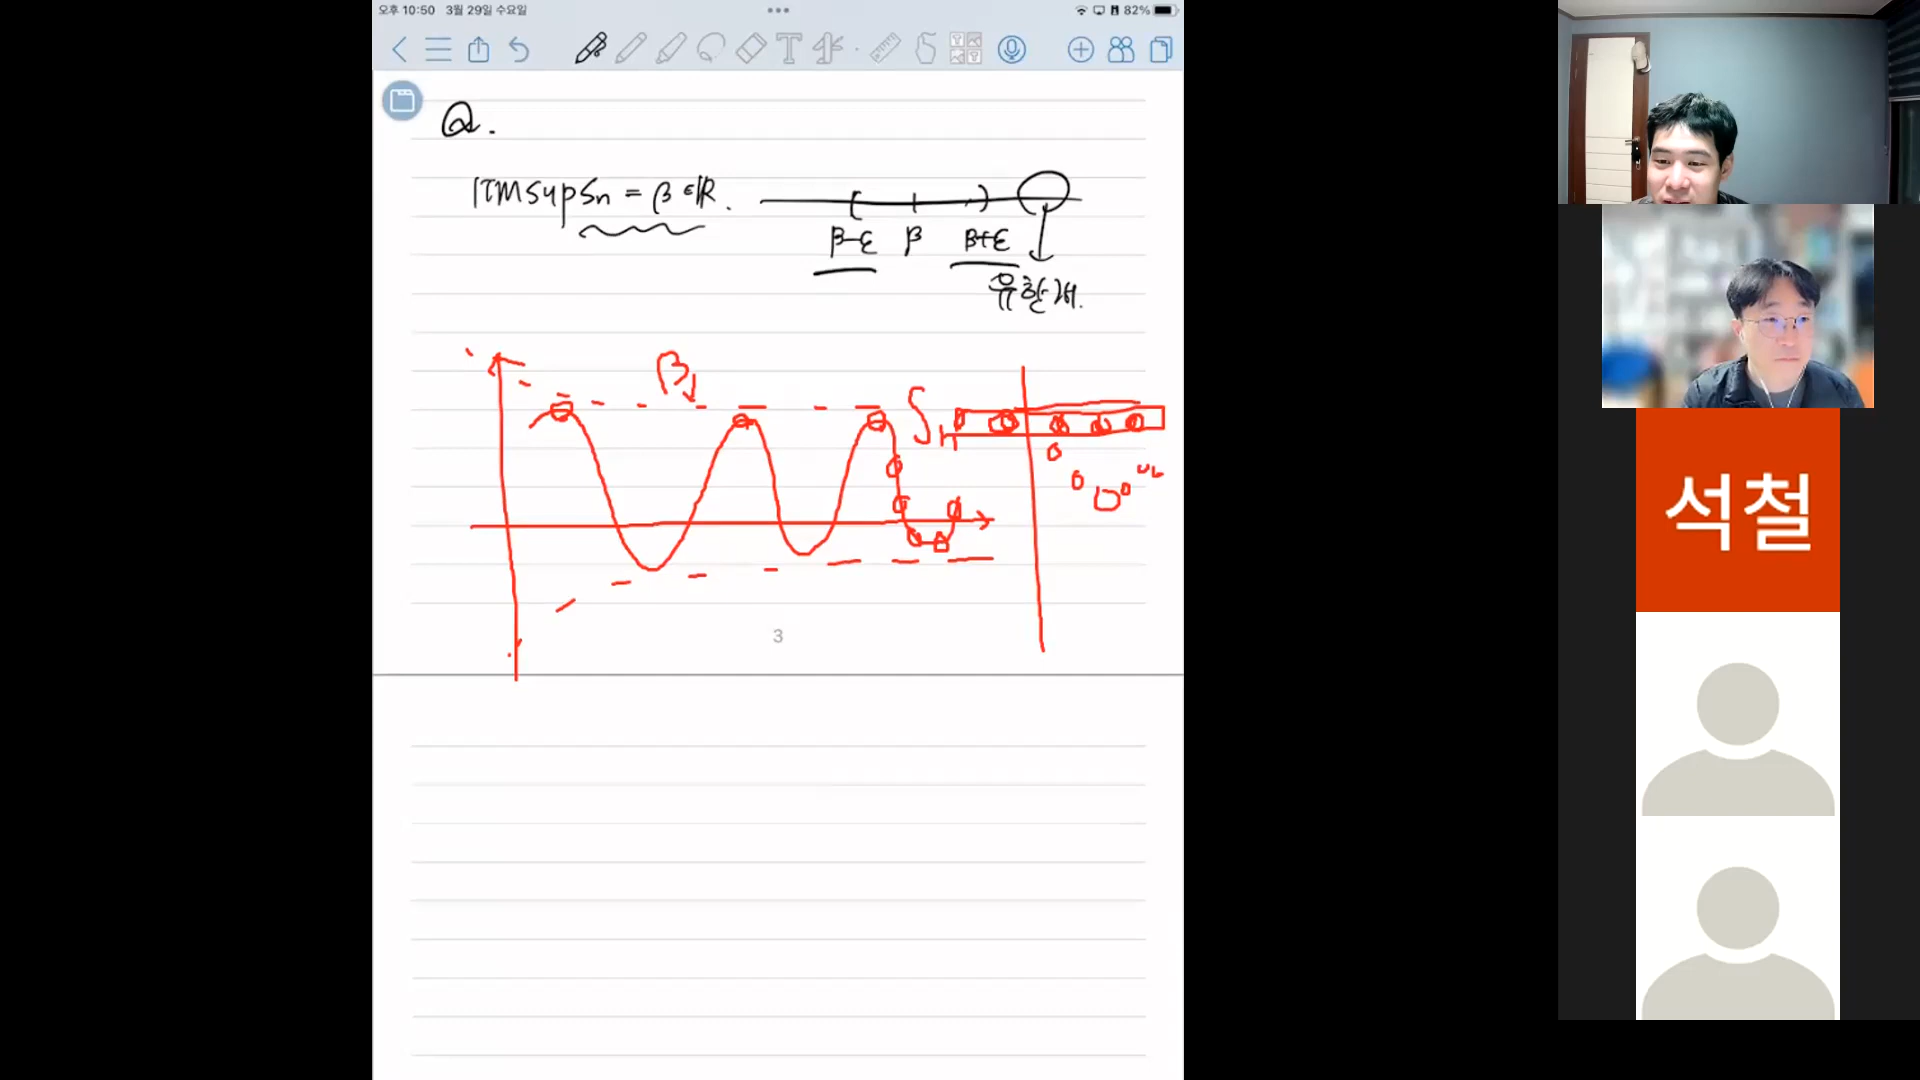 오후 10:50 3월 29일 수요일
82%
Q.
limsupSn = β ∈ℝ.
β-ε β β+ε
유한개.
β
Sn
3
석철